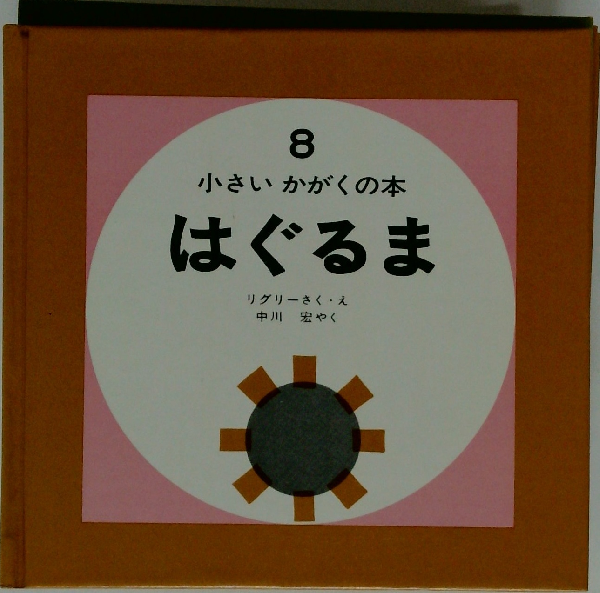 8
小さい かがくの本
はぐるま
リグリーさく・え
中川 宏やく